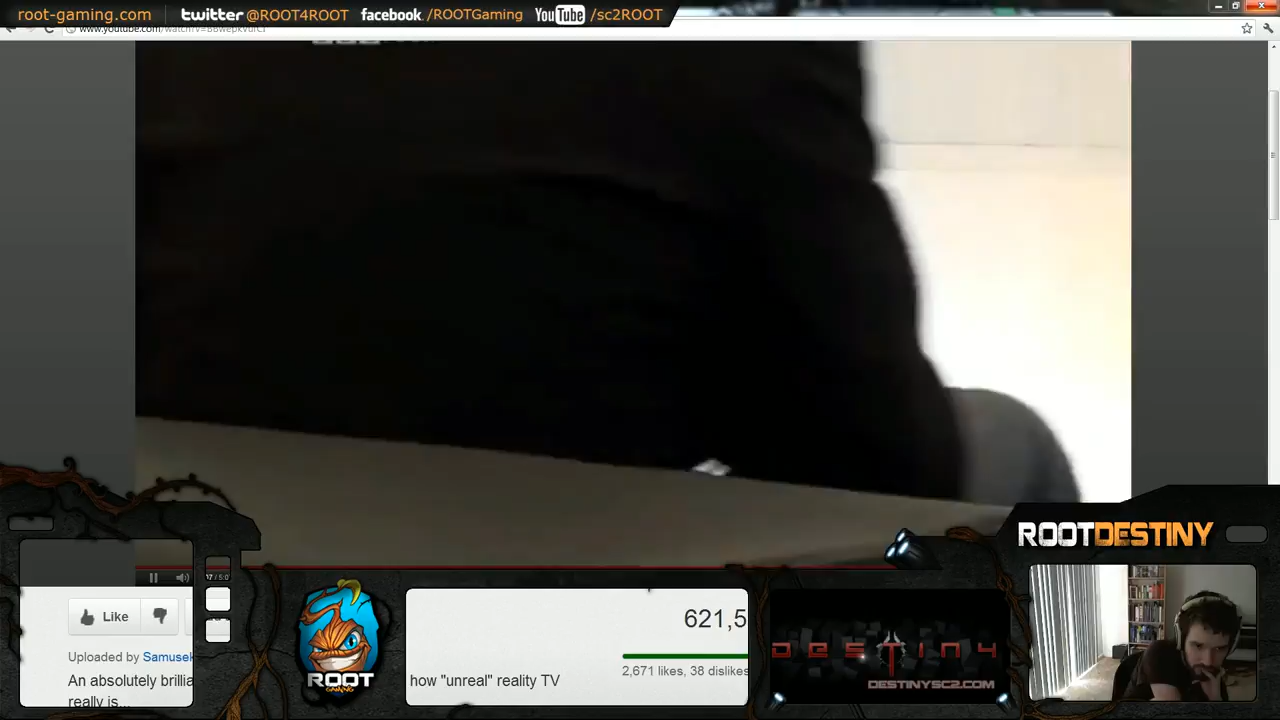 root-gaming.com
twitter @ROOT4ROOT facebook /ROOTGaming YouTube /sc2ROOT
ROOTDESTINY
Like
621,5
Uploaded by Samusek
2,671 likes, 38 dislikes
An absolutely brillia
how "unreal" reality TV
really is...
ROOT
GAMING
DESTINY
DESTINYSC2.COM